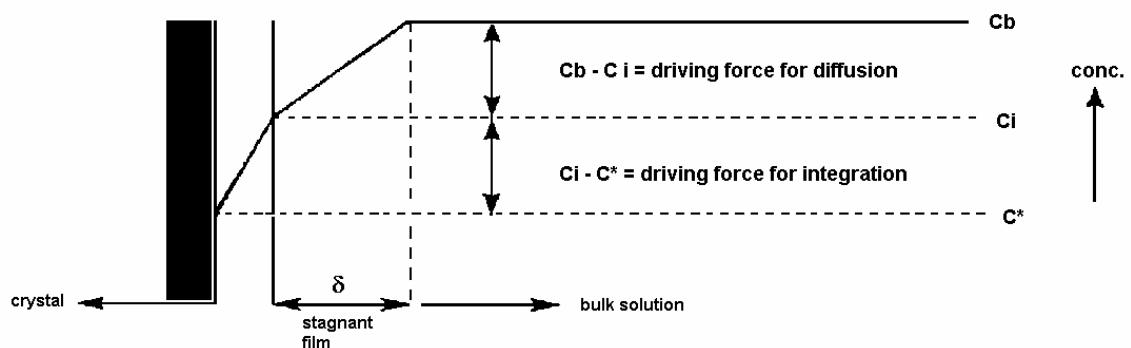 Cb
Cb - C i = driving force for diffusion
conc.
Ci
Ci - C* = driving force for integration
C*
δ
crystal
bulk solution
stagnant
film